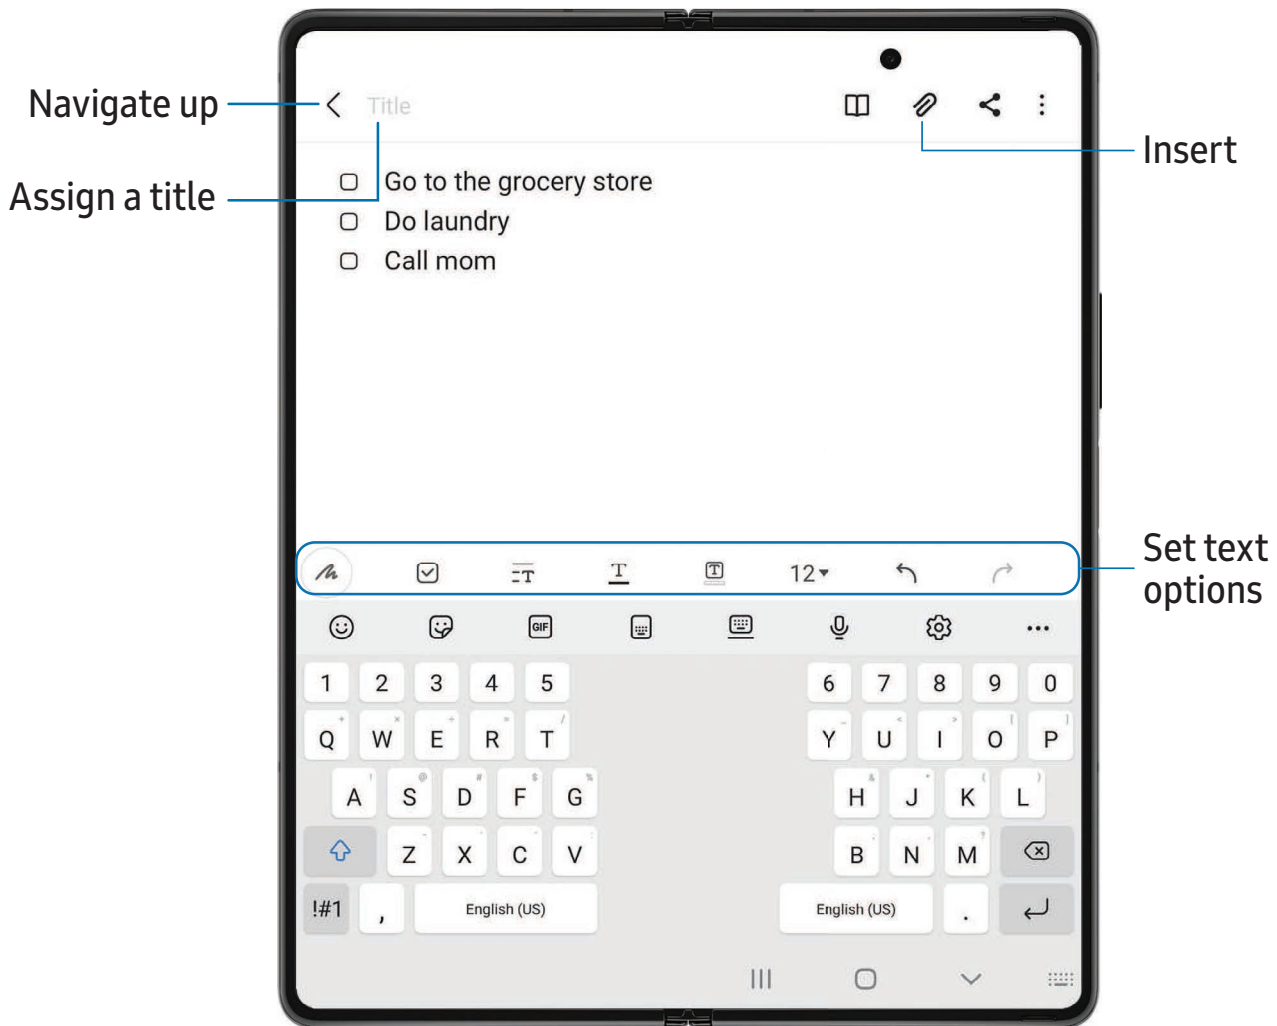 Navigate up
Title
Insert
Assign a title
Go to the grocery store
Do laundry
Call mom
Set text options
T
T
T
12
GIF
1 2 3 4 5 6 7 8 9 0
Q W E R T Y U I O P
A S D F G H J K L
Z X C V B N M
!#1 , English (US) English (US) .